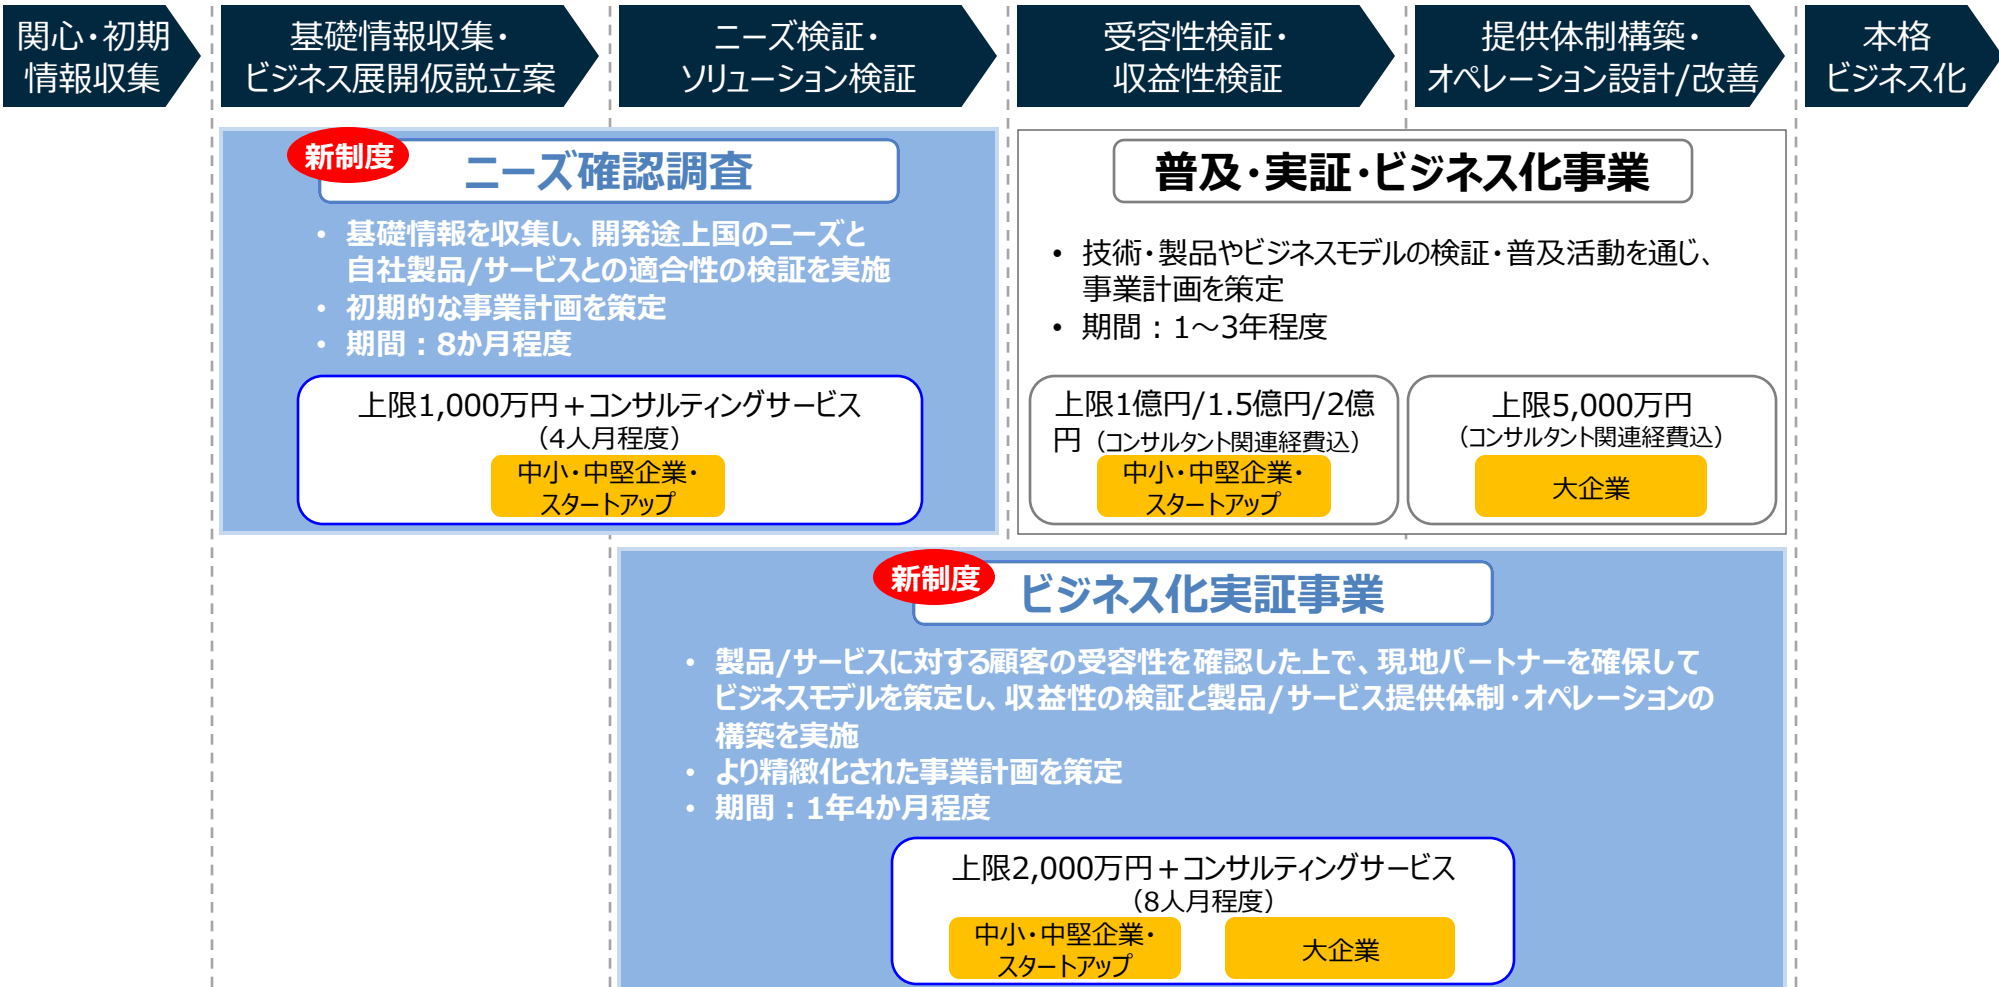 関心・初期
情報収集
基礎情報収集・
ビジネス展開仮説立案
ニーズ検証・
ソリューション検証
受容性検証・
収益性検証
提供体制構築・
オペレーション設計/改善
本格
ビジネス化
新制度
ニーズ確認調査
• 基礎情報を収集し、開発途上国のニーズと
自社製品/サービスとの適合性の検証を実施
• 初期的な事業計画を策定
• 期間：8か月程度
上限1,000万円＋コンサルティングサービス
（4人月程度）
中小・中堅企業・
スタートアップ
普及・実証・ビジネス化事業
• 技術・製品やビジネスモデルの検証・普及活動を通じ、
事業計画を策定
• 期間：1～3年程度
上限1億円/1.5億円/2億
円（コンサルタント関連経費込）
中小・中堅企業・
スタートアップ
上限5,000万円
（コンサルタント関連経費込）
大企業
新制度
ビジネス化実証事業
• 製品/サービスに対する顧客の受容性を確認した上で、現地パートナーを確保して
ビジネスモデルを策定し、収益性の検証と製品/サービス提供体制・オペレーションの
構築を実施
• より精緻化された事業計画を策定
• 期間：1年4か月程度
上限2,000万円＋コンサルティングサービス
（8人月程度）
中小・中堅企業・
スタートアップ
大企業